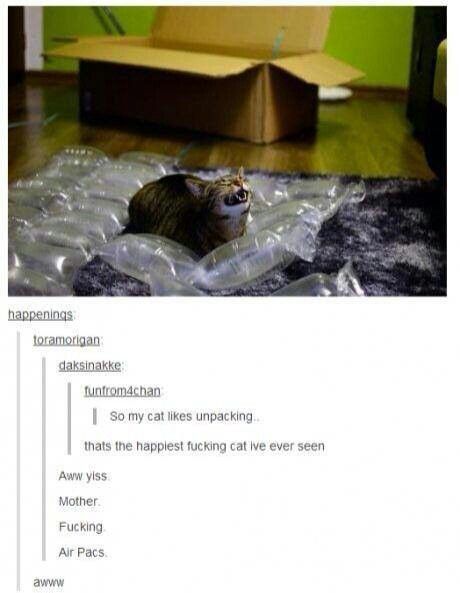 happenings:
toramorigan:
daksinakke:
funfrom4chan:
So my cat likes unpacking..
thats the happiest fucking cat ive ever seen
Aww yiss.
Mother.
Fucking.
Air Pacs.
awww